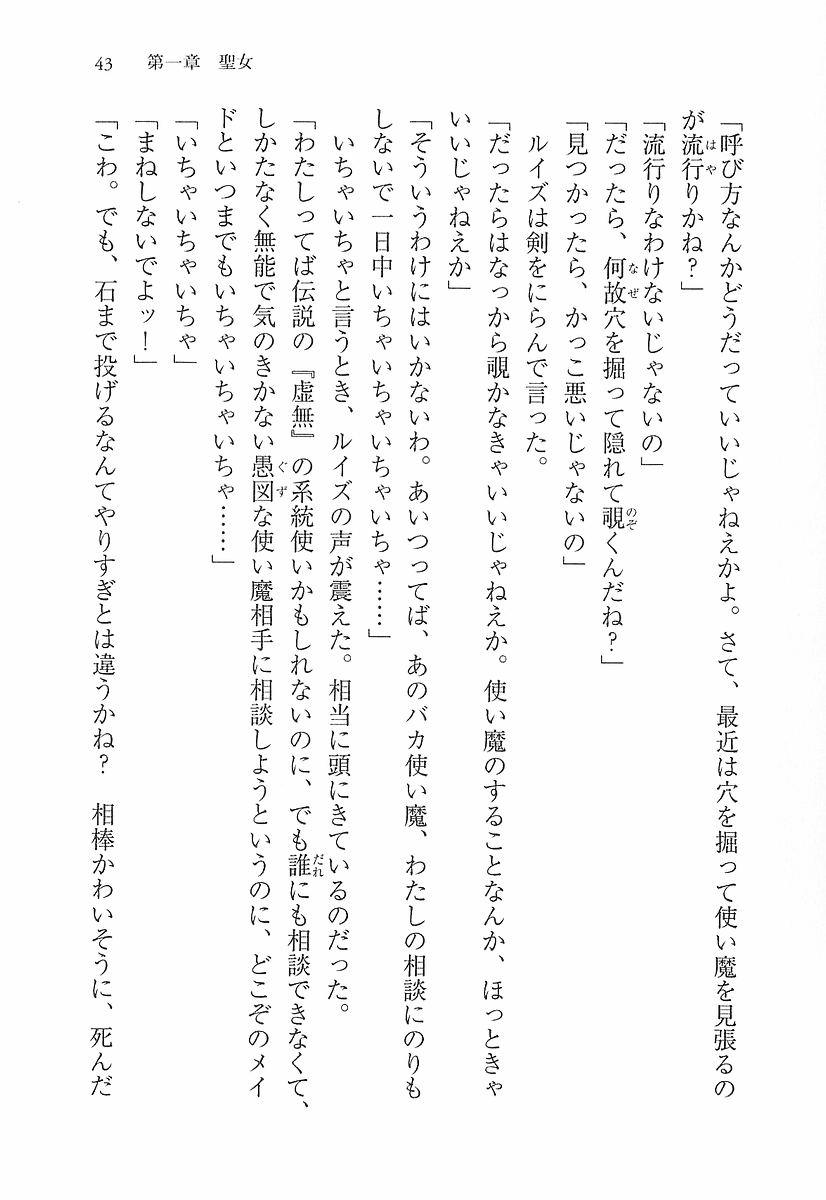 43　第一章　聖女
「呼び方なんかどうだっていいじゃねえかよ。さて、最近は穴を掘って使い魔を見張るの
が流行りかね？」
「流行りなわけないじゃないの」
「だったら、何故穴を掘って隠れて覗くんだね？」
「見つかったら、かっこ悪いじゃないの」
　ルイズは剣をにらんで言った。
「だったらはなっから覗かなきゃいいじゃねえか。使い魔のすることなんか、ほっときゃ
いいじゃねえか」
「そういうわけにはいかないわ。あいつってば、あのバカ使い魔、わたしの相談にのりも
しないで一日中いちゃいちゃいちゃいちゃ……」
　いちゃいちゃと言うとき、ルイズの声が震えた。相当に頭にきているのだった。
「わたしってば伝説の『虚無』の系統使いかもしれないのに、でも誰にも相談できなくて、
しかたなく無能で気のきかない愚図な使い魔相手に相談しようというのに、どこぞのメイ
ドといつまでもいちゃいちゃいちゃ……」
「いちゃいちゃいちゃ」
「まねしないでよッ！」
「こわ。でも、石まで投げるなんてやりすぎとは違うかね？　相棒かわいそうに、死んだ